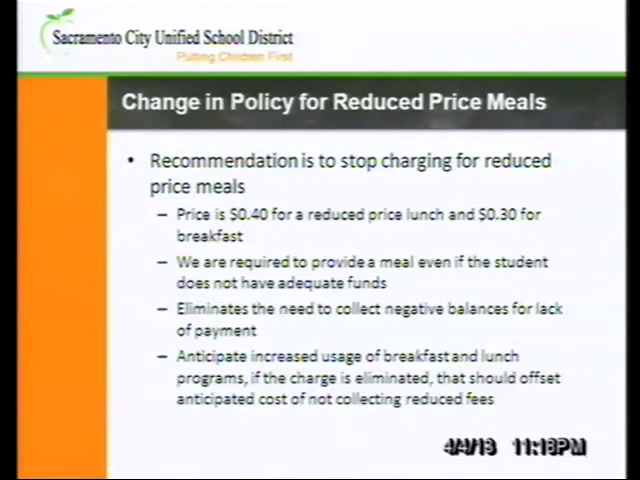 Sacramento City Unified School District
Putting Children First
Change in Policy for Reduced Price Meals
• Recommendation is to stop charging for reduced
price meals
– Price is $0.40 for a reduced price lunch and $0.30 for
breakfast
– We are required to provide a meal even if the student
does not have adequate funds
– Eliminates the need to collect negative balances for lack
of payment
– Anticipate increased usage of breakfast and lunch
programs, if the charge is eliminated, that should offset
anticipated cost of not collecting reduced fees
4/4/13 11:18PM